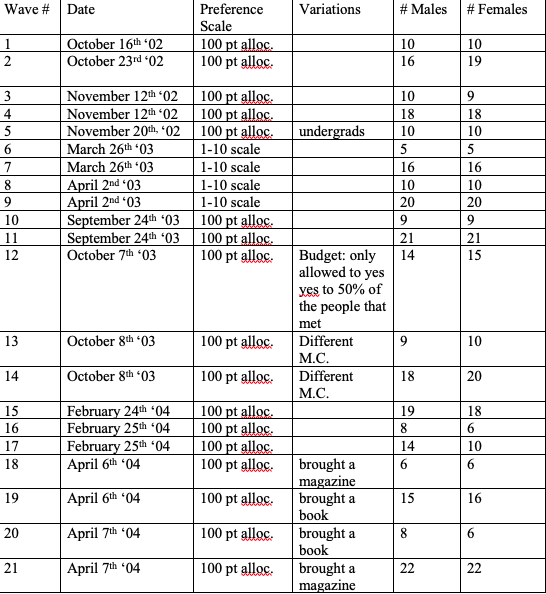 Wave # Date Preference Scale Variations # Males # Females
1 October 16th ‘02 100 pt alloc. 10 10
2 October 23rd ‘02 100 pt alloc. 16 19
3 November 12th ‘02 100 pt alloc. 10 9
4 November 12th ‘02 100 pt alloc. 18 18
5 November 20th, ‘02 100 pt alloc. undergrads 10 10
6 March 26th ‘03 1-10 scale 5 5
7 March 26th ‘03 1-10 scale 16 16
8 April 2nd ‘03 1-10 scale 10 10
9 April 2nd ‘03 1-10 scale 20 20
10 September 24th ‘03 100 pt alloc. 9 9
11 September 24th ‘03 100 pt alloc. 21 21
12 October 7th ‘03 100 pt alloc. Budget: only 14 15
allowed to yes
yes to 50% of
the people that
met
13 October 8th ‘03 100 pt alloc. Different 9 10
M.C.
14 October 8th ‘03 100 pt alloc. Different 18 20
M.C.
15 February 24th ‘04 100 pt alloc. 19 18
16 February 25th ‘04 100 pt alloc. 8 6
17 February 25th ‘04 100 pt alloc. 14 10
18 April 6th ‘04 100 pt alloc. brought a 6 6
magazine
19 April 6th ‘04 100 pt alloc. brought a 15 16
book
20 April 7th ‘04 100 pt alloc. brought a 8 6
book
21 April 7th ‘04 100 pt alloc. brought a 22 22
magazine